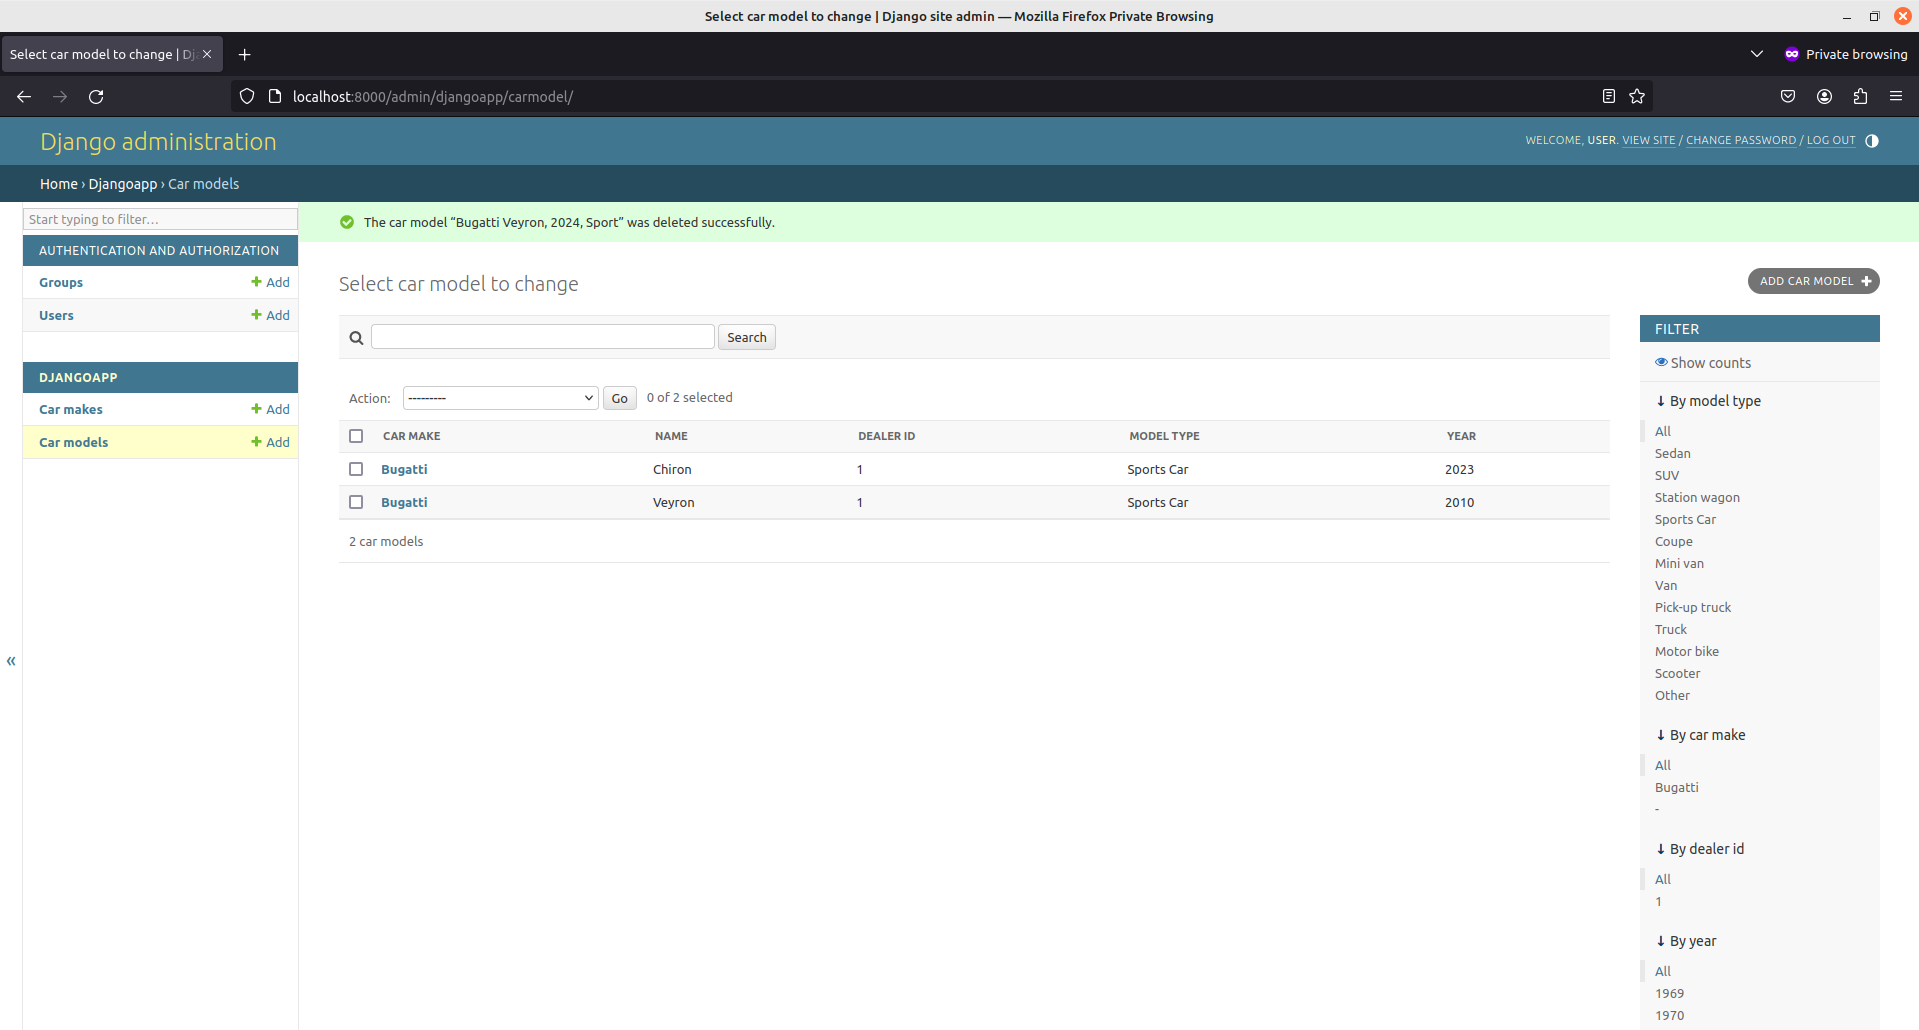 Select car model to change | Django site admin — Mozilla Firefox Private Browsing
Select car model to change | Dj
Private browsing
localhost:8000/admin/djangoapp/carmodel/
Django administration
WELCOME, USER. VIEW SITE / CHANGE PASSWORD / LOG OUT
Home › Djangoapp › Car models
Start typing to filter…
AUTHENTICATION AND AUTHORIZATION
Groups + Add
Users + Add
DJANGOAPP
Car makes + Add
Car models + Add
The car model “Bugatti Veyron, 2024, Sport” was deleted successfully.
Select car model to change
ADD CAR MODEL +
Search
Action: --------- Go 0 of 2 selected
CAR MAKE NAME DEALER ID MODEL TYPE YEAR
Bugatti Chiron 1 Sports Car 2023
Bugatti Veyron 1 Sports Car 2010
2 car models
FILTER
Show counts
↓ By model type
All
Sedan
SUV
Station wagon
Sports Car
Coupe
Mini van
Van
Pick-up truck
Truck
Motor bike
Scooter
Other
↓ By car make
All
Bugatti
-
↓ By dealer id
All
1
↓ By year
All
1969
1970
«